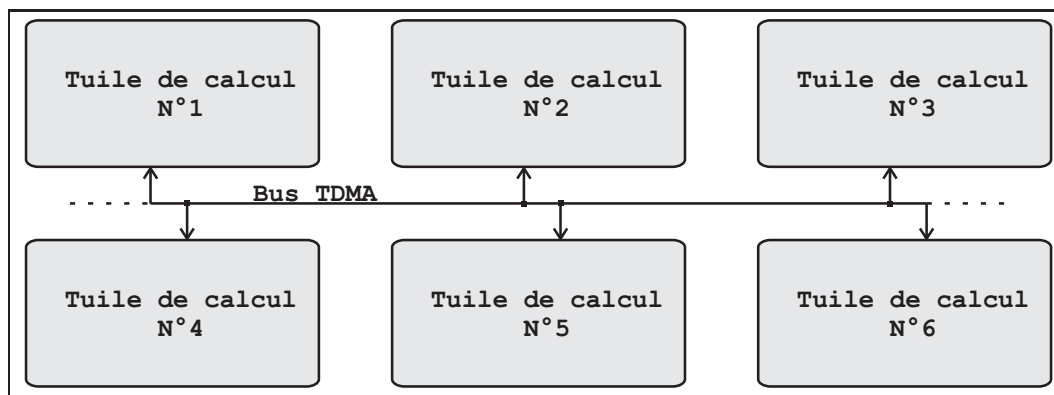 Tuile de calcul
N°1
Tuile de calcul
N°2
Tuile de calcul
N°3
Bus TDMA
Tuile de calcul
N°4
Tuile de calcul
N°5
Tuile de calcul
N°6